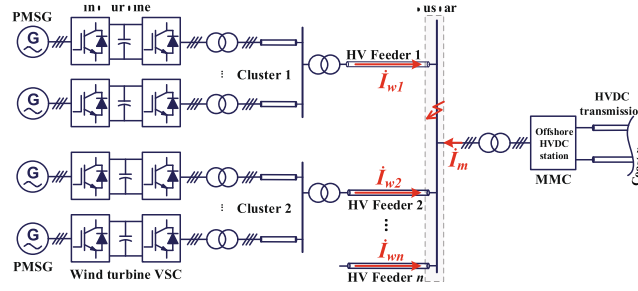 PMSG
G
HV Feeder 1
İw1
Cluster 1
G
HVDC
transmission
Offshore
HVDC
station
İm
MMC
G
İw2
HV Feeder 2
Cluster 2
G
İwn
PMSG
Wind turbine VSC
HV Feeder n